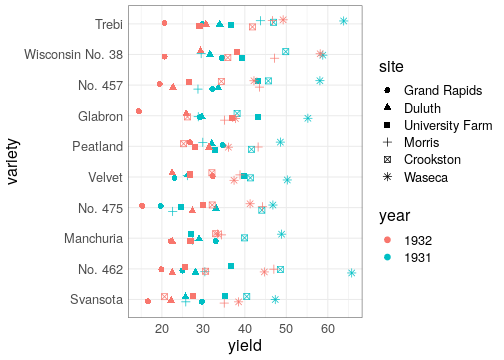 variety
Trebi
Wisconsin No. 38
No. 457
Glabron
Peatland
Velvet
No. 475
Manchuria
No. 462
Svansota
20 30 40 50 60
yield
site
Grand Rapids
Duluth
University Farm
Morris
Crookston
Waseca
year
1932
1931